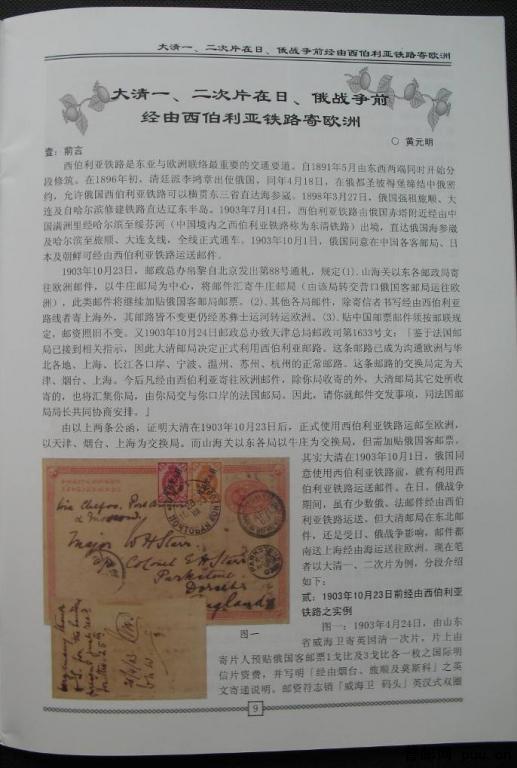 大清一、二次片在日、俄战争前经由西伯利亚铁路寄欧洲
大清一、二次片在日、俄战争前
经由西伯利亚铁路寄欧洲
○ 黄元明
壹：前言
西伯利亚铁路是东亚与欧洲联络最重要的交通要道。自1891年5月由东西两端同时开始分
段修筑。在1896年初，清廷派李鸿章出使俄国，同年4月18日，在俄都圣彼得堡缔结中俄密
约，允许俄国西伯利亚铁路可以横贯东三省直达海参崴。1898年3月27日，俄国强租旅顺、大
连及自哈尔滨修建铁路直达辽东半岛。1903年7月14日，西伯利亚铁路由俄国赤塔附近经由中
国满洲里经哈尔滨至绥芬河（中国境内之西伯利亚铁路称为东清铁路）出境，直达俄国海参崴
及哈尔滨至旅顺、大连支线，全线正式通车。1903年10月1日，俄国同意在中国各客邮局、日
本及朝鲜可经由西伯利亚铁路运送邮件。
1903年10月23日，邮政总办帛黎自北京发出第88号通札，规定(1).山海关以东各邮政局寄
往欧洲邮件，以牛庄邮局为中心，将邮件汇寄牛庄邮局（由该局转交营口俄国客邮局运往欧
洲），此类邮件将继续加贴俄国客邮局邮票。(2).其他各局邮件，除寄信者书写经由西伯利亚
路线者寄上海外，其邮路皆不变更仍经苏彝士运河转运欧洲。(3).贴中国邮票邮件须按邮联规
定，邮资照旧不变。又1903年10月24日邮政总办致天津总局邮政司第1633号文：「鉴于法国邮
局已接到相关指示，因此大清邮局决定正式利用西伯利亚邮路。这条邮路已成为沟通欧洲与华
北各地、上海、长江各口岸、宁波、温州、苏州、杭州的正常邮路。这条邮路的交换局定为天
津、烟台、上海。今后凡经由西伯利亚寄往欧洲邮件，除你局收寄的外，大清邮局其它处所收
寄的，也将汇集你局，由你局交与你口岸的法国邮局。因此，请你就邮件交发事项，同法国邮
局局长共同协商安排。」
由以上两条公函，证明大清在1903年10月23日后，正式使用西伯利亚铁路运邮至欧洲，
以天津、烟台、上海为交换局。而山海关以东各局以牛庄为交换局，但需加贴俄国客邮票，
其实大清在1903年10月1日，俄国同
意使用西伯利亚铁路前，就有利用西
伯利亚铁路运送邮件。在日、俄战争
期间，虽有少数俄、法邮件经由西伯
利亚铁路运送，但大清邮局在东北邮
件，还是受日、俄战争影响，邮件都
南送上海经由海运送往欧洲。现在笔
者以大清一、二次片为例，分段介绍
如下：
贰：1903年10月23日前经由西伯利亚
铁路之实例
图一：1903年4月24日，由山东
省威海卫寄英国清一次片，片上由
寄片人预贴俄国客邮票1戈比及3戈比各一枚之国际明
信片资费，并写明「经由烟台、旅顺及莫斯科」之英
文寄递说明。邮资符志销「威海卫 码头」英汉式双圈
via Chefoo, Port A
& Moscow
Major W H Starr
Colonel E H Starr
Parkstone
Dorset
England
图一
9